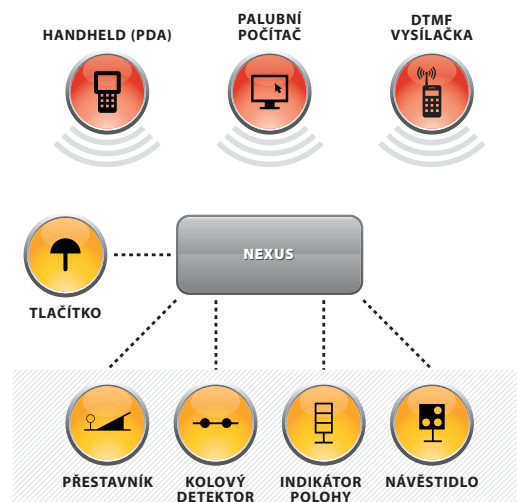 HANDHELD (PDA)
PALUBNÍ
POČÍTAČ
DTMF
VYSÍLAČKA
NEXUS
TLAČÍTKO
PŘESTAVNÍK
KOLOVÝ
DETEKTOR
INDIKÁTOR
POLOHY
NÁVĚSTIDLO